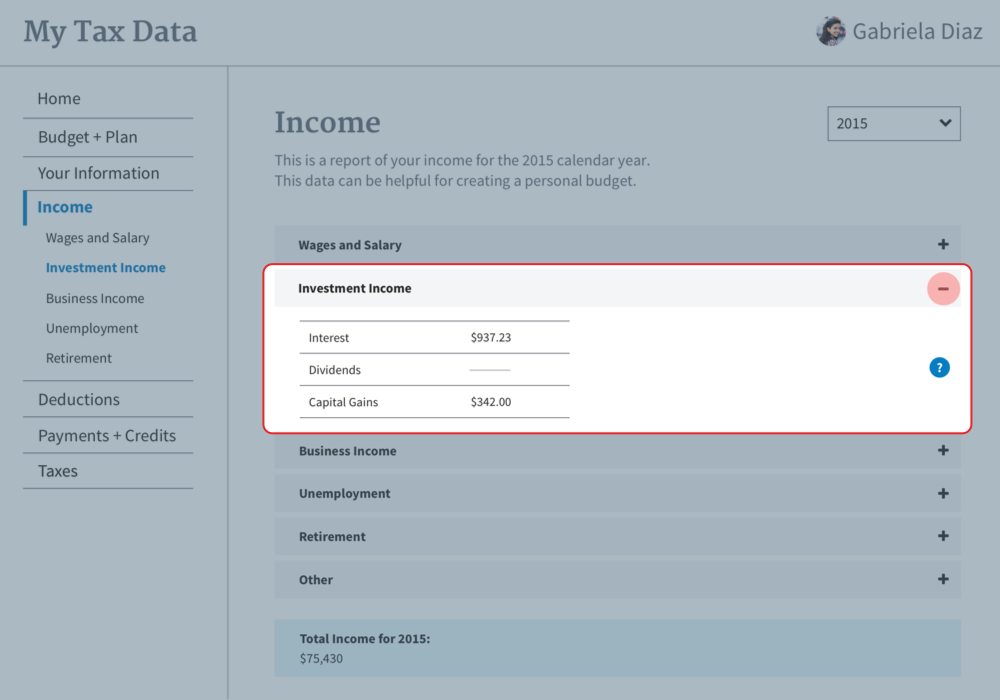 My Tax Data
Gabriela Diaz
Home
Budget + Plan
Your Information
Income
Wages and Salary
Investment Income
Business Income
Unemployment
Retirement
Deductions
Payments + Credits
Taxes
Income
2015
This is a report of your income for the 2015 calendar year.
This data can be helpful for creating a personal budget.
Wages and Salary +
Investment Income −
Interest $937.23
Dividends
Capital Gains $342.00
?
Business Income +
Unemployment +
Retirement +
Other +
Total Income for 2015:
$75,430